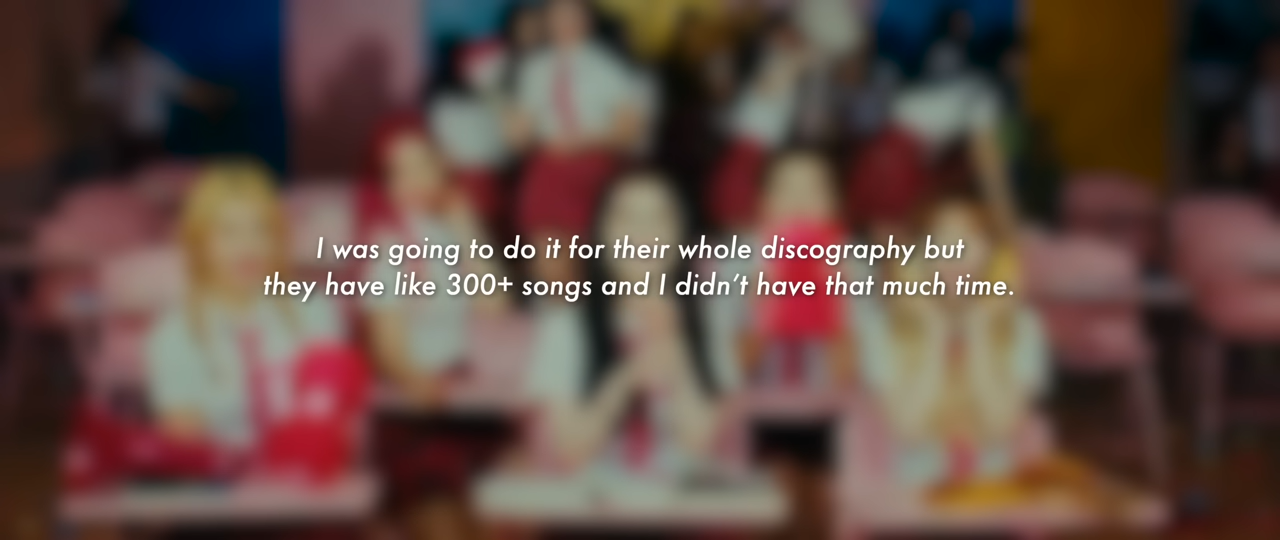 I was going to do it for their whole discography but
they have like 300+ songs and I didn't have that much time.